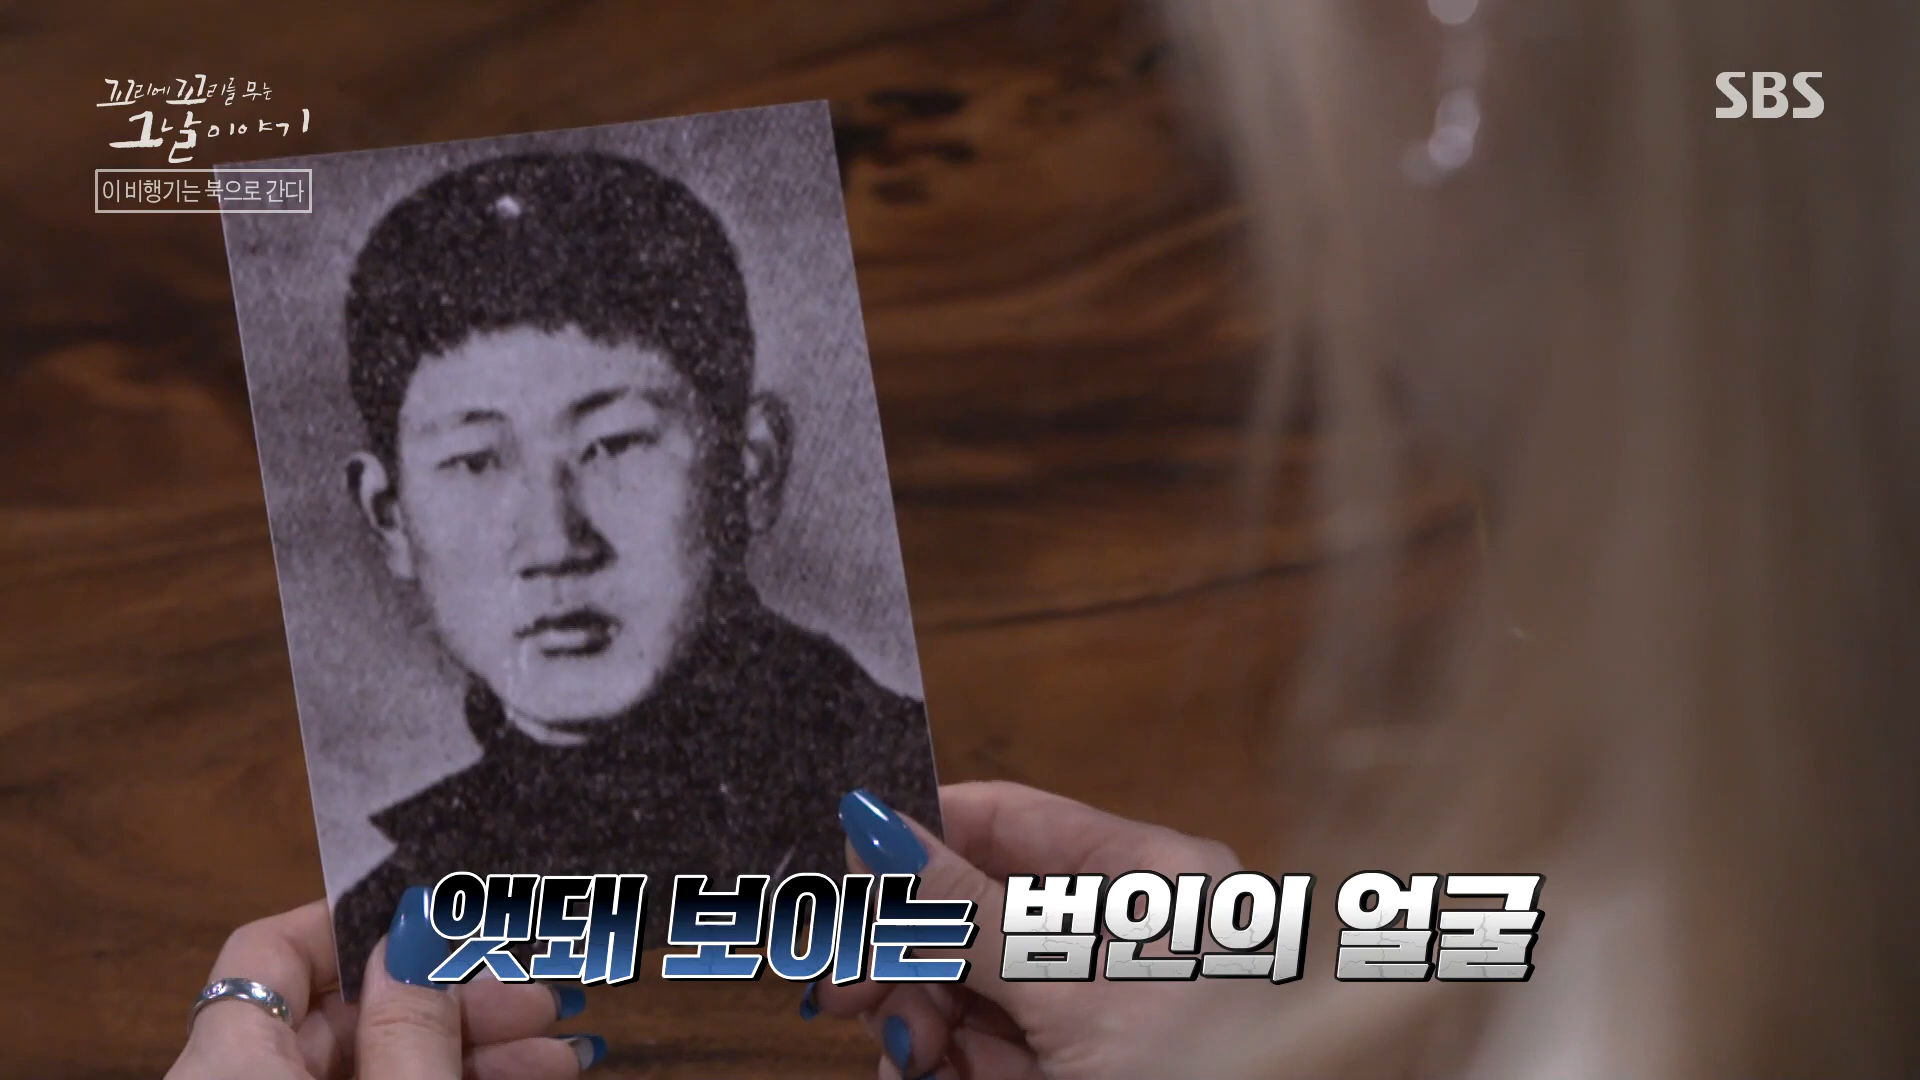 꼬리에 꼬리를 무는
그날 이야기
이 비행기는 북으로 간다
SBS
앳돼 보이는 범인의 얼굴